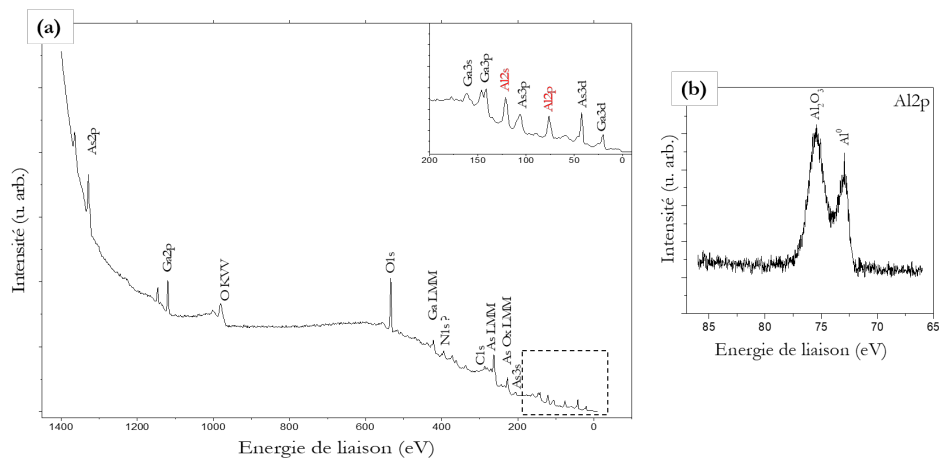 (a)
Intensité (u. arb.)
As2p
Ga2p
O KVV
O1s
Ga LMM
N1s ?
C1s
As LMM
As Ox LMM
As3s
1400 1200 1000 800 600 400 200 0
Energie de liaison (eV)
Ga3s
Ga3p
Al2s
As3p
Al2p
As3d
Ga3d
200 150 100 50 0
(b)
Al2p
Al₂O₃
Al⁰
Intensité (u. arb.)
85 80 75 70 65
Energie de liaison (eV)